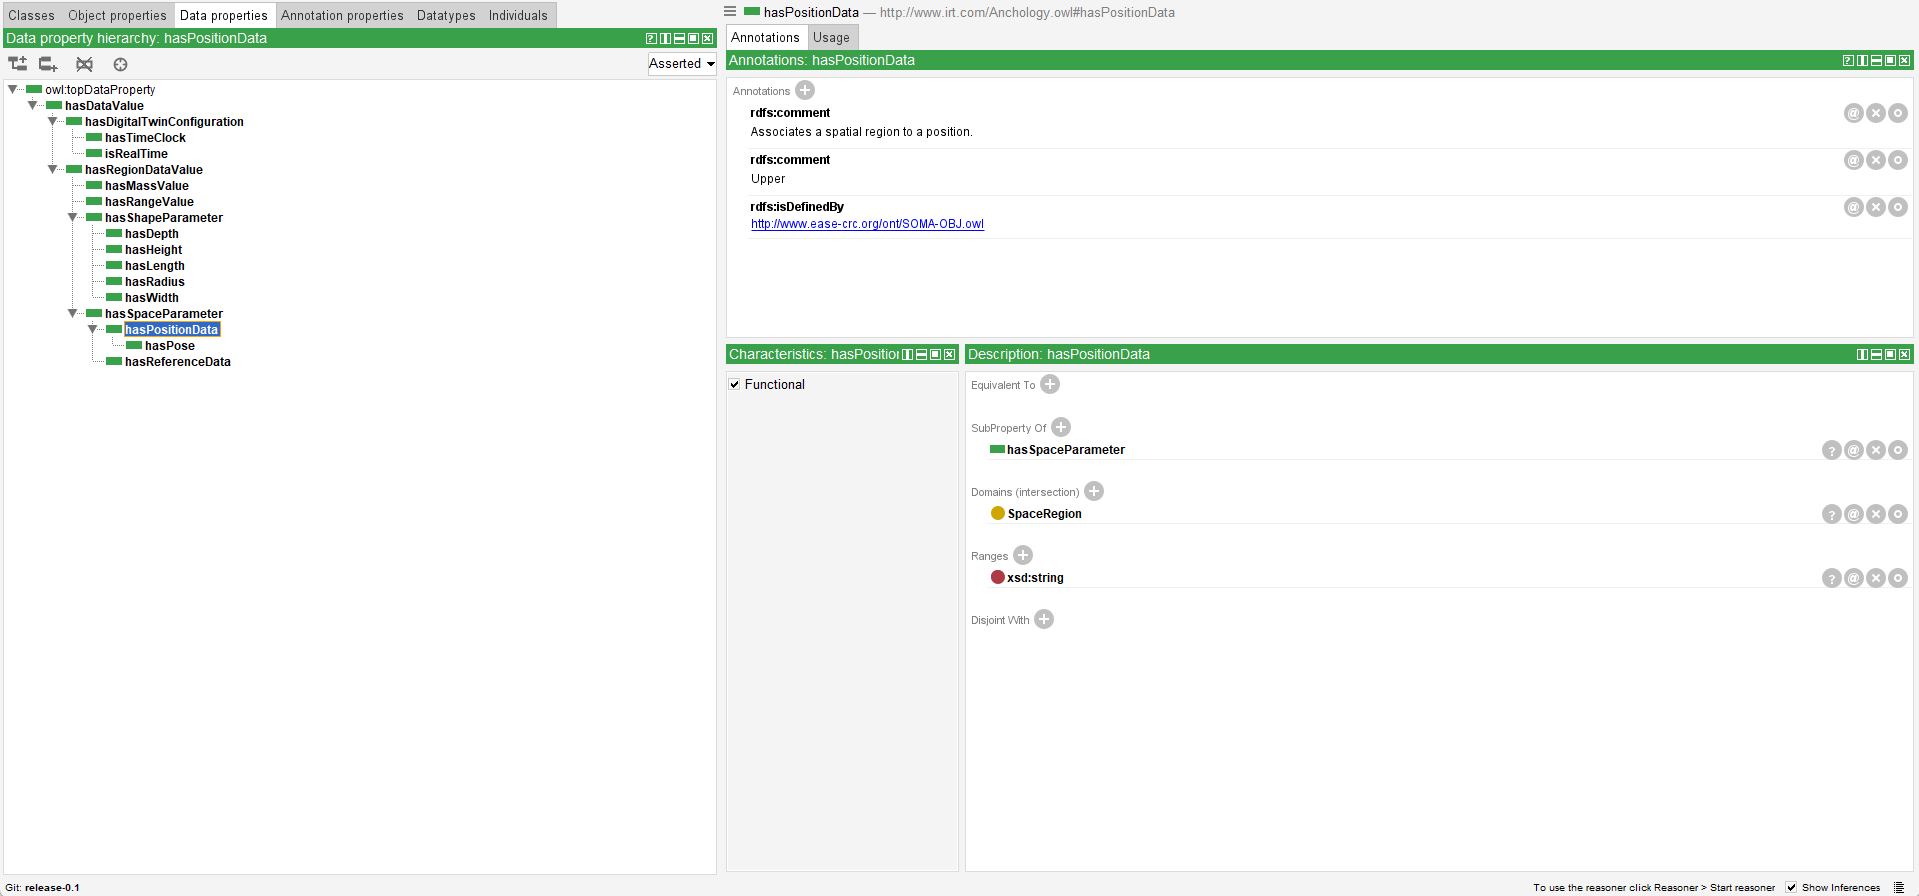 Classes Object properties Data properties Annotation properties Datatypes Individuals
Data property hierarchy: hasPositionData
Asserted
owl:topDataProperty
hasDataValue
hasDigitalTwinConfiguration
hasTimeClock
isRealTime
hasRegionDataValue
hasMassValue
hasRangeValue
hasShapeParameter
hasDepth
hasHeight
hasLength
hasRadius
hasWidth
hasSpaceParameter
hasPositionData
hasPose
hasReferenceData
hasPositionData — http://www.irt.com/Anchology.owl#hasPositionData
Annotations Usage
Annotations: hasPositionData
Annotations
rdfs:comment
Associates a spatial region to a position.
rdfs:comment
Upper
rdfs:isDefinedBy
http://www.ease-crc.org/ont/SOMA-OBJ.owl
Characteristics: hasPosition
Functional
Description: hasPositionData
Equivalent To
SubProperty Of
hasSpaceParameter
Domains (intersection)
SpaceRegion
Ranges
xsd:string
Disjoint With
Git: release-0.1
To use the reasoner click Reasoner > Start reasoner Show Inferences